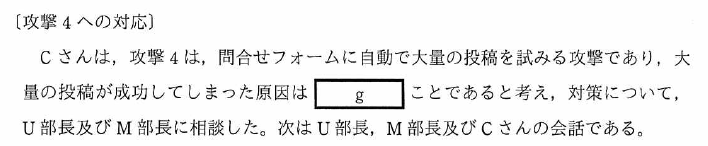 〔攻撃4への対応〕
Cさんは，攻撃4は，問合せフォームに自動で大量の投稿を試みる攻撃であり，大
量の投稿が成功してしまった原因は g ことであると考え，対策について，
U部長及びM部長に相談した。次はU部長，M部長及びCさんの会話である。